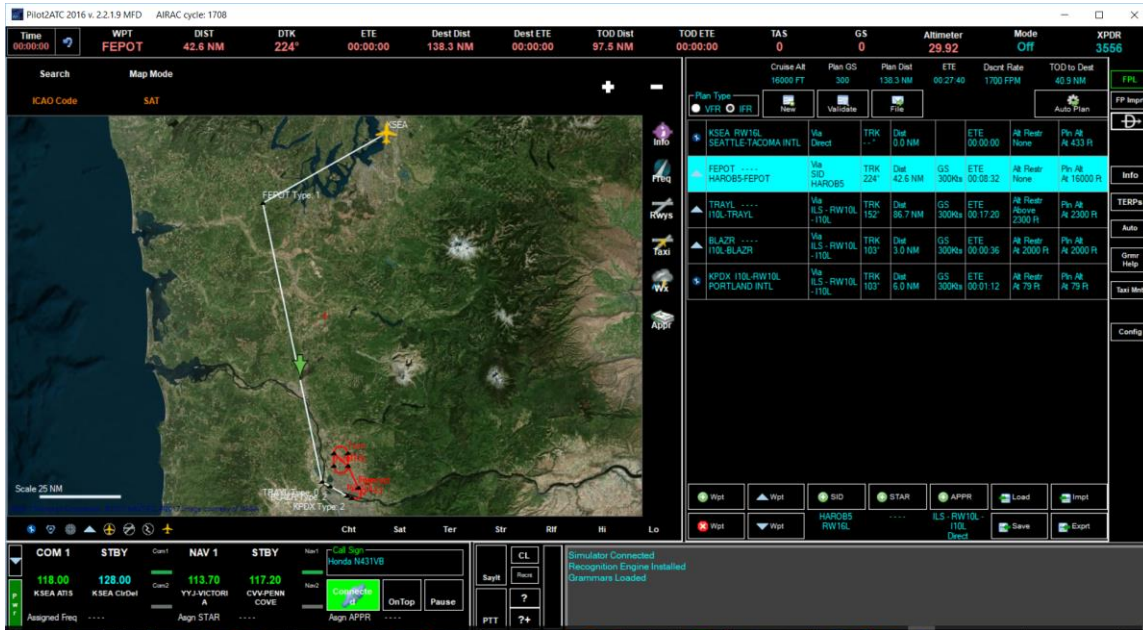 Pilot2ATC 2016 v. 2.2.1.9 MFD AIRAC cycle: 1708
Time WPT DIST DTK ETE Dest Dist Dest ETE TOD Dist TOD ETE TAS GS Altimeter Mode XPDR
00:00:00 FEPOT 42.6 NM 224° 00:00:00 138.3 NM 00:00:00 97.5 NM 00:00:00 0 0 29.92 Off 3556
Search Map Mode
ICAO Code SAT
Cruise Alt Plan GS Plan Dist ETE Dscnt Rate TOD to Dest
16000 FT 300 138.3 NM 00:27:40 1700 FPM 40.9 NM
FPL
Plan Type
VFR IFR
New Validate File Auto Plan
FP Impr
KSEA RW16L Via TRK Dist ETE Alt Restr Pln Alt
SEATTLE-TACOMA INTL Direct --° 0.0 NM 00:00:00 None At 433 Ft
FEPOT ---- Via TRK Dist GS ETE Alt Restr Pln Alt
HAROB5-FEPOT SID 224° 42.6 NM 300Kts 00:08:32 None At 16000 Ft
HAROB5
TRAYL ---- Via TRK Dist GS ETE Alt Restr Pln Alt
I10L-TRAYL ILS - RW10L 152° 86.7 NM 300Kts 00:17:20 Above At 2300 Ft
- I10L 2300 Ft
BLAZR ---- Via TRK Dist GS ETE Alt Restr Pln Alt
I10L-BLAZR ILS - RW10L 103° 3.0 NM 300Kts 00:00:36 At 2000 Ft At 2000 Ft
- I10L
KPDX I10L-RW10L Via TRK Dist GS ETE Alt Restr Pln Alt
PORTLAND INTL ILS - RW10L 103° 6.0 NM 300Kts 00:01:12 At 79 Ft At 79 Ft
- I10L
Info
TERPs
Auto
Grmr
Help
Taxi Mnt
Config
KSEA
FEPOT Type: 1
KPDX Type: 2
Scale 25 NM
Info
Freq
Rwys
Taxi
Wx
Appr
Cht Sat Ter Str Rlf Hi Lo
Wpt Wpt SID STAR APPR Load Impt
HAROB5
RW16L
----
ILS - RW10L -
I10L
Direct
Wpt Wpt Save Exprt
Pwr
COM 1 STBY Com1 NAV 1 STBY Nav1
118.00 128.00 Com2 113.70 117.20 Nav2
KSEA ATIS KSEA ClrDel YYJ-VICTORI
A
CVV-PENN
COVE
Assigned Freq ---- Asgn STAR ---- Asgn APPR ----
Call Sign
Honda N431VB
Connecte
d
OnTop Pause
SayIt CL
Recs
?
PTT ?+
Simulator Connected
Recognition Engine Installed
Grammars Loaded